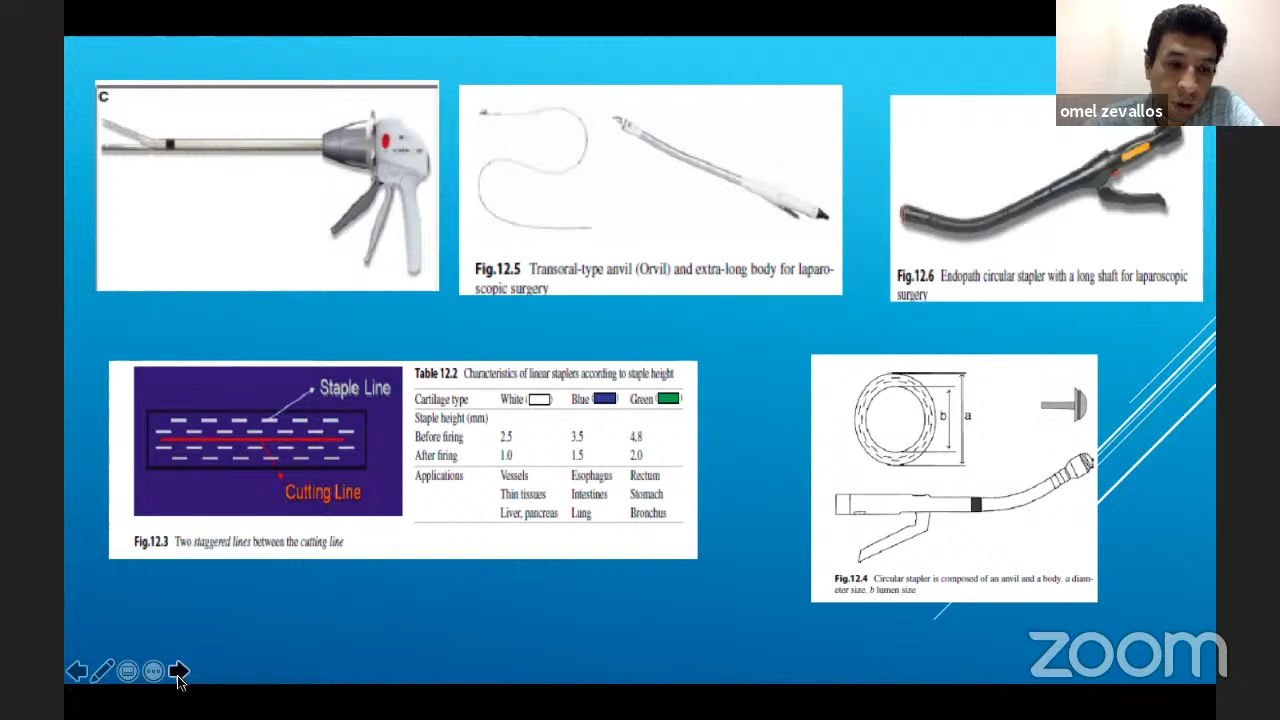 C
omel zevallos
Fig.12.5 Transoral-type anvil (Orvil) and extra-long body for laparo-
scopic surgery
Fig.12.6 Endopath circular stapler with a long shaft for laparoscopic
surgery
Staple Line
Cutting Line
Fig.12.3 Two staggered lines between the cutting line
Table 12.2 Characteristics of linear staplers according to staple height
Cartilage type White ( ) Blue ( ) Green ( )
Staple height (mm)
Before firing 2.5 3.5 4.8
After firing 1.0 1.5 2.0
Applications Vessels Esophagus Rectum
Thin tissues Intestines Stomach
Liver, pancreas Lung Bronchus
b a
Fig.12.4 Circular stapler is composed of an anvil and a body. a diam-
eter size. b lumen size
zoom